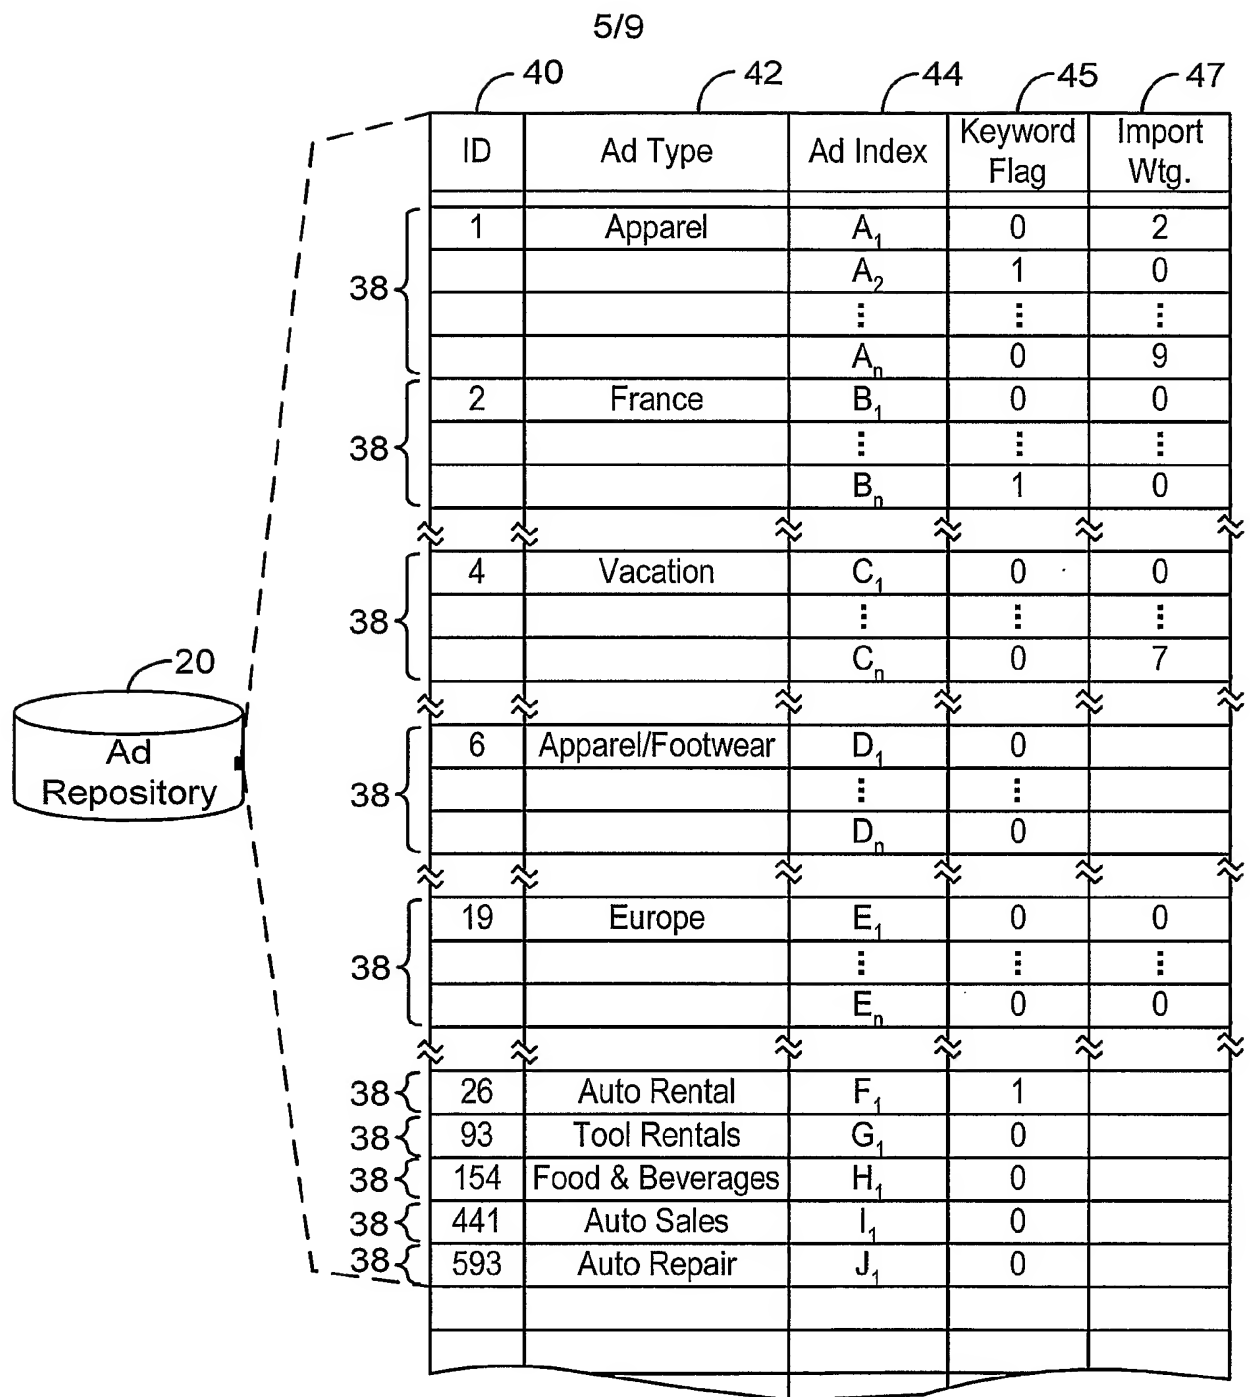 5/9
40 42 44 45 47
ID Ad Type Ad Index Keyword Flag Import Wtg.
1 Apparel A₁ 0 2
A₂ 1 0
38
⋮ ⋮ ⋮
Aₙ 0 9
2 France B₁ 0 0
38 ⋮ ⋮ ⋮
Bₙ 1 0
4 Vacation C₁ 0 0
38 ⋮ ⋮ ⋮
Cₙ 0 7
20
Ad Repository
6 Apparel/Footwear D₁ 0
38 ⋮ ⋮
Dₙ 0
19 Europe E₁ 0 0
38 ⋮ ⋮ ⋮
Eₙ 0 0
38 26 Auto Rental F₁ 1
38 93 Tool Rentals G₁ 0
38 154 Food & Beverages H₁ 0
38 441 Auto Sales I₁ 0
38 593 Auto Repair J₁ 0